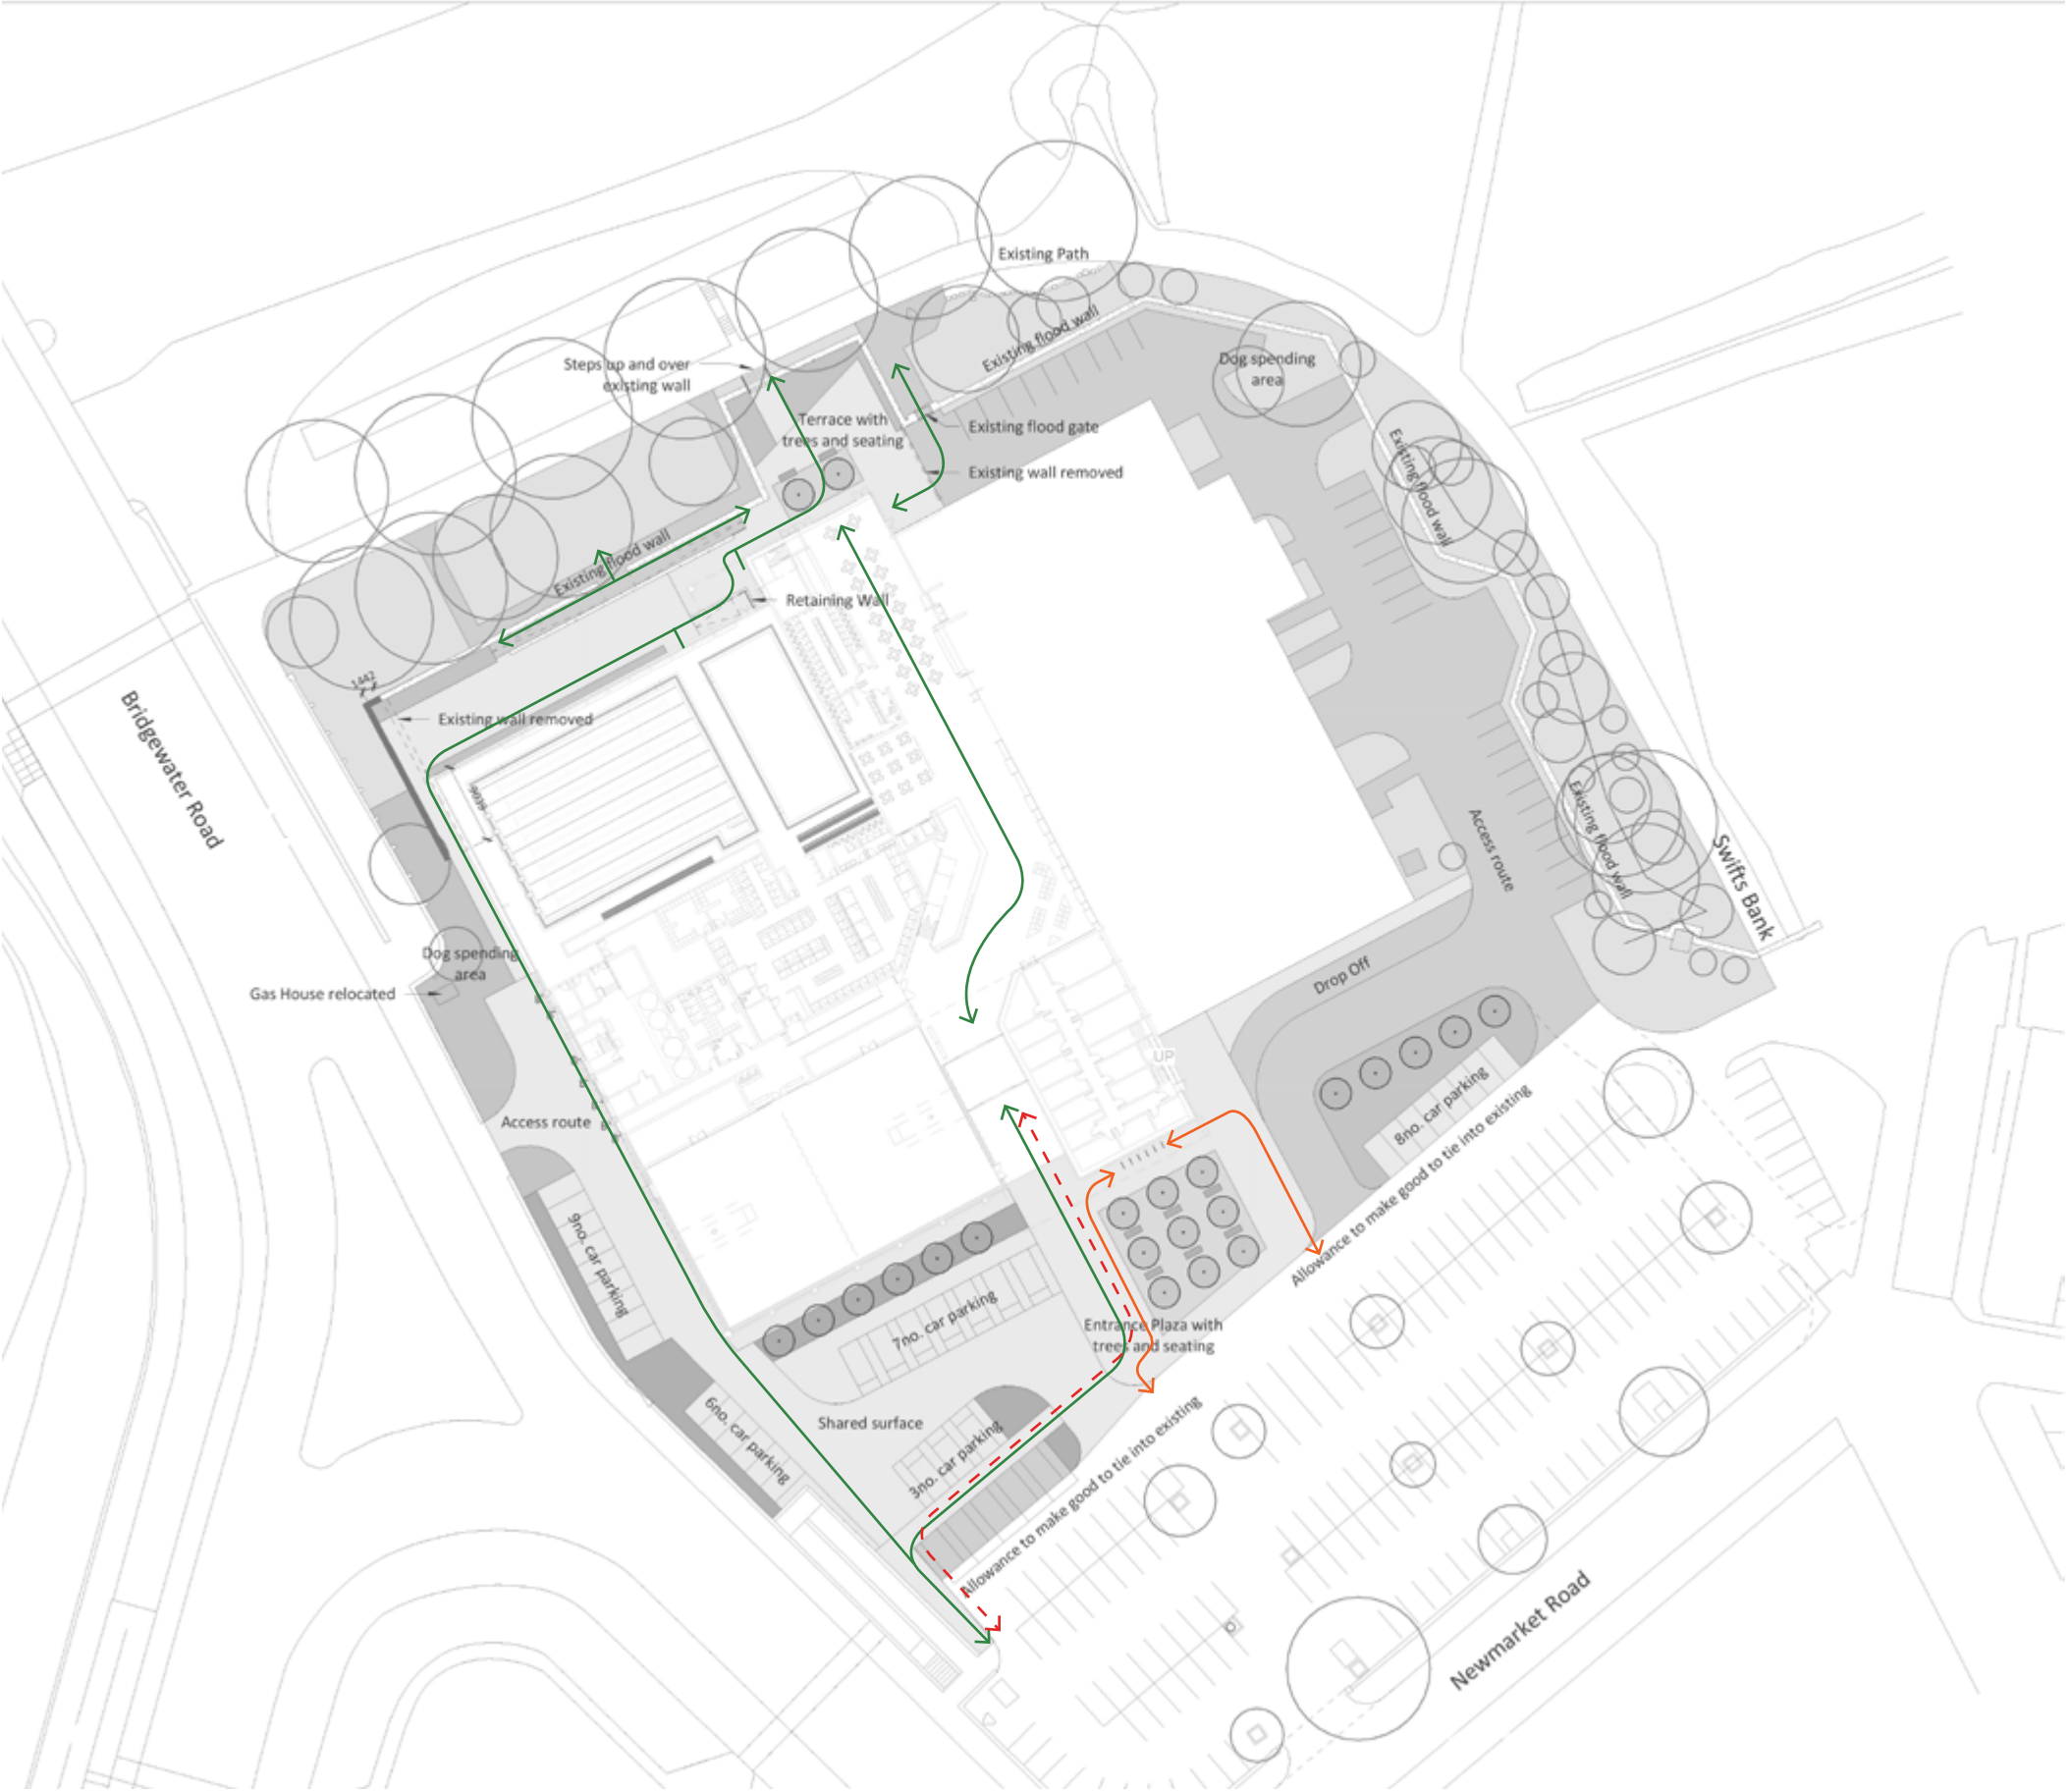 Existing Path
Existing flood wall
Steps up and over
existing wall
Dog spending
area
Terrace with
trees and seating
Existing flood gate
Existing wall removed
Existing flood wall
Existing flood wall
Retaining Wall
1442
Existing wall removed
Bridgewater Road
Access route
Existing flood wall
Swifts Bank
Dog spending
area
Gas House relocated
Drop Off
UP
Access route
8no. car parking
Allowance to make good to tie into existing
9no. car parking
7no. car parking
Entrance Plaza with
trees and seating
Shared surface
6no. car parking
3no. car parking
Allowance to make good to tie into existing
Newmarket Road